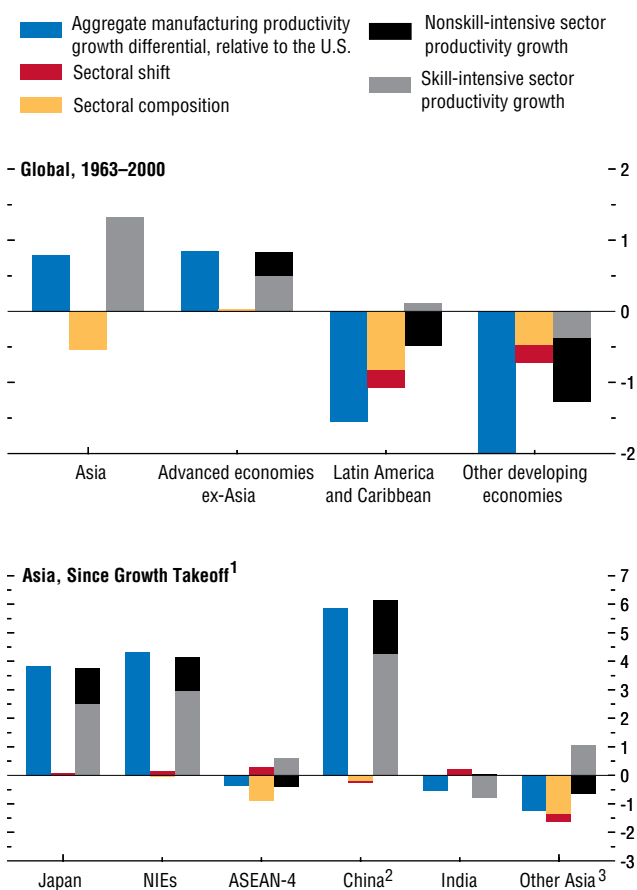 Aggregate manufacturing productivity
growth differential, relative to the U.S.
Sectoral shift
Sectoral composition
Nonskill-intensive sector
productivity growth
Skill-intensive sector
productivity growth
Global, 1963–2000
2
1
0
-1
-2
Asia
Advanced economies
ex-Asia
Latin America
and Caribbean
Other developing
economies
Asia, Since Growth Takeoff1
7
6
5
4
3
2
1
0
-1
-2
-3
Japan
NIEs
ASEAN-4
China2
India
Other Asia3